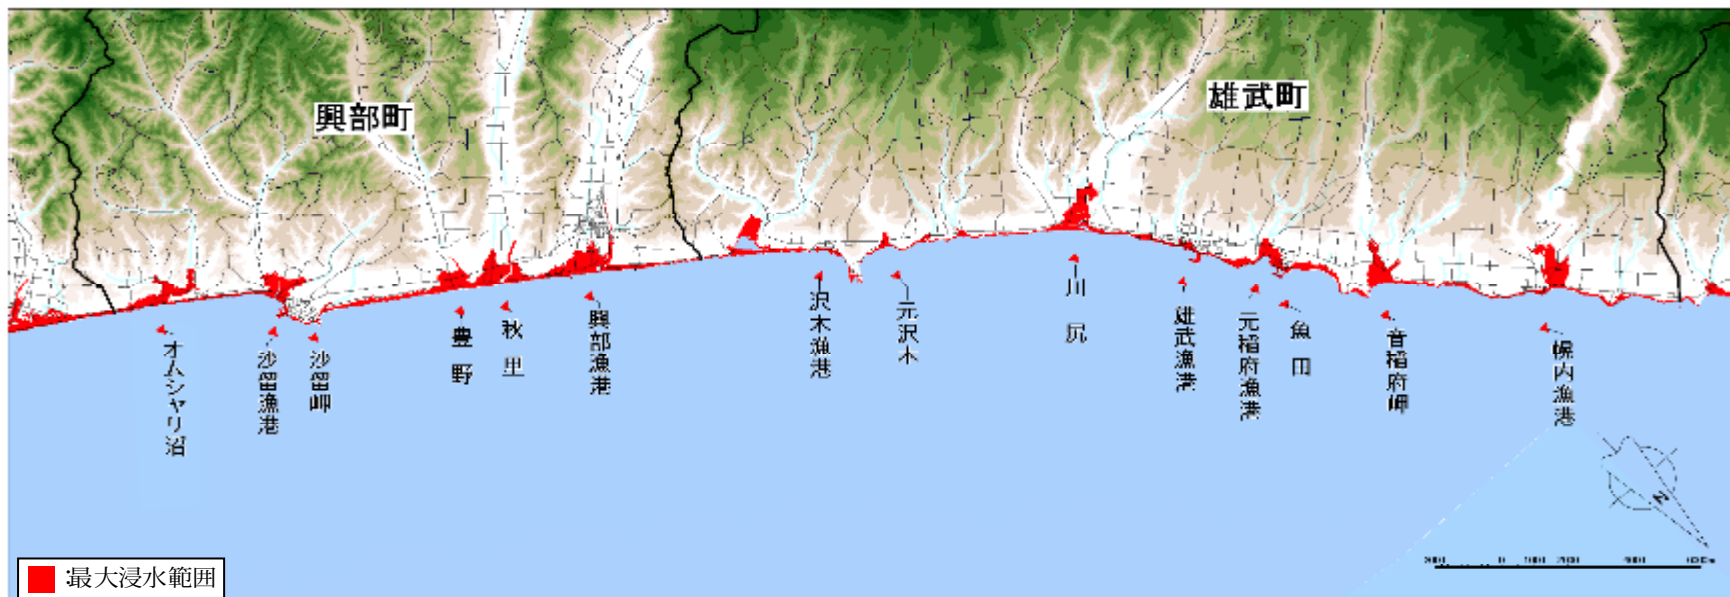 興部町
雄武町
オムシャリ沼
沙留漁港
沙留岬
豊野
秋里
興部漁港
沢木漁港
元沢木
川尻
雄武漁港
元稲府漁港
魚田
音稲府岬
幌内漁港
N
:最大浸水範囲